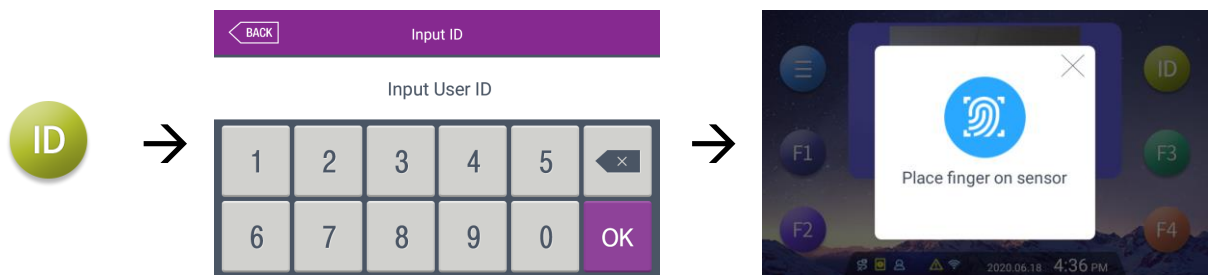 ID
BACK
Input ID
Input User ID
1 2 3 4 5
6 7 8 9 0 OK
ID
F1
F3
Place finger on sensor
F2
F4
2020.06.18 4:36 PM